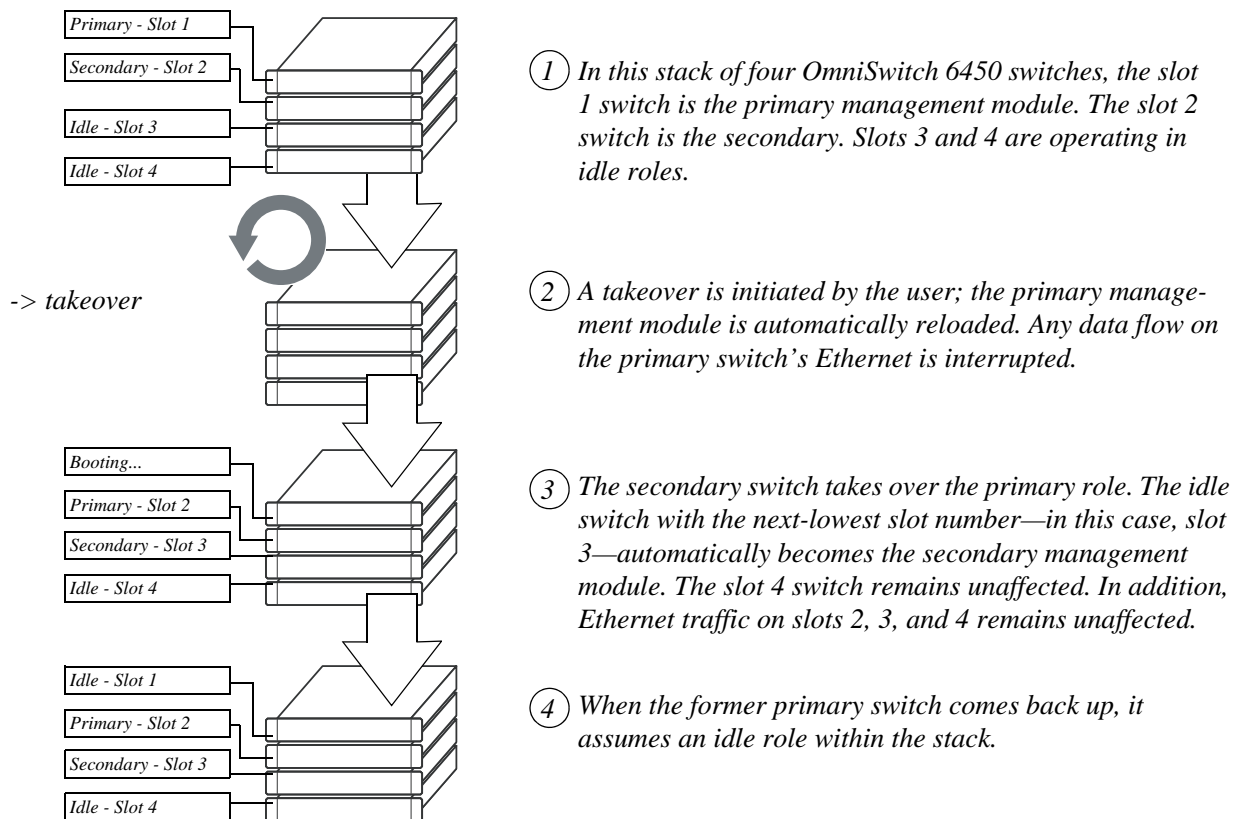 Primary - Slot 1
Secondary - Slot 2
Idle - Slot 3
Idle - Slot 4
1 In this stack of four OmniSwitch 6450 switches, the slot
1 switch is the primary management module. The slot 2
switch is the secondary. Slots 3 and 4 are operating in
idle roles.
-> takeover
2 A takeover is initiated by the user; the primary manage-
ment module is automatically reloaded. Any data flow on
the primary switch’s Ethernet is interrupted.
Booting...
Primary - Slot 2
Secondary - Slot 3
Idle - Slot 4
3 The secondary switch takes over the primary role. The idle
switch with the next-lowest slot number—in this case, slot
3—automatically becomes the secondary management
module. The slot 4 switch remains unaffected. In addition,
Ethernet traffic on slots 2, 3, and 4 remains unaffected.
Idle - Slot 1
Primary - Slot 2
Secondary - Slot 3
Idle - Slot 4
4 When the former primary switch comes back up, it
assumes an idle role within the stack.